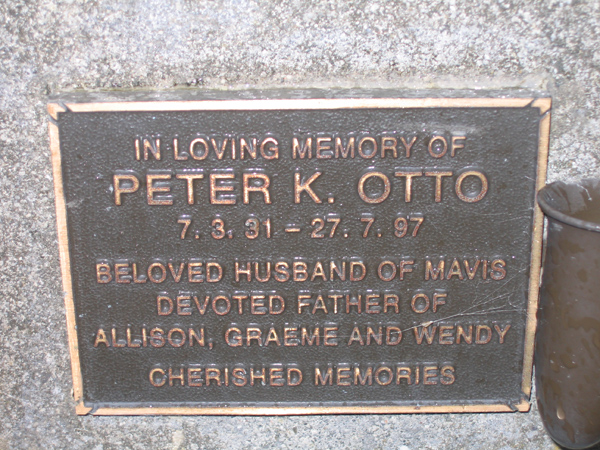 IN LOVING MEMORY OF
PETER K. OTTO
7. 3. 31 – 27. 7. 97
BELOVED HUSBAND OF MAVIS
DEVOTED FATHER OF
ALLISON, GRAEME AND WENDY
CHERISHED MEMORIES